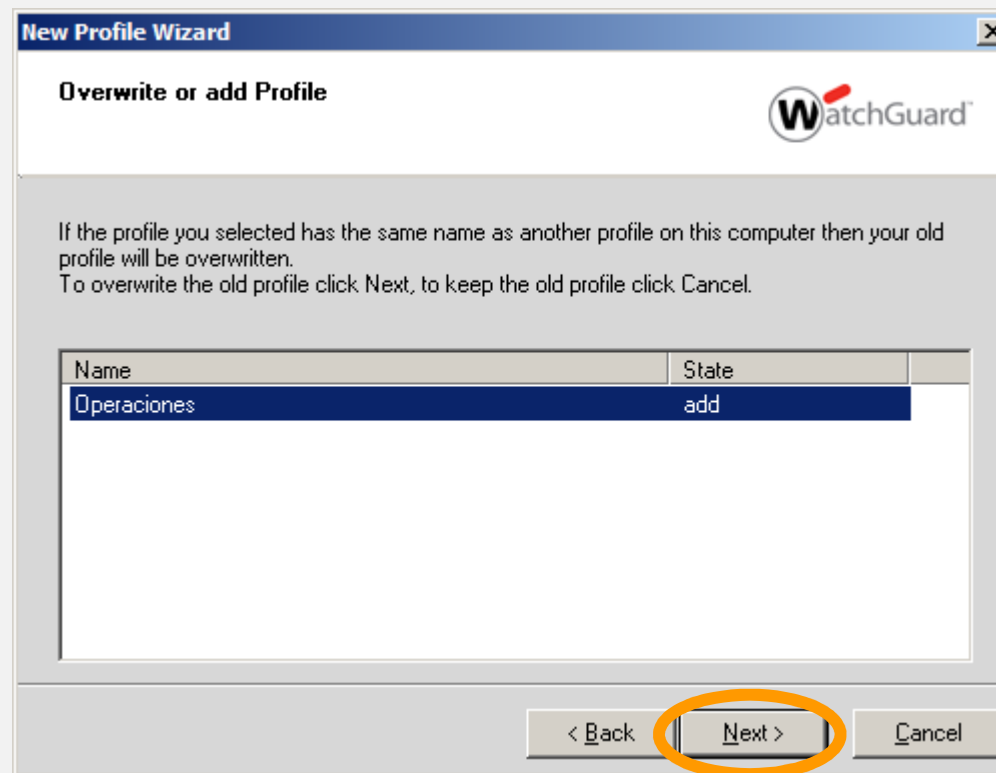 New Profile Wizard
Overwrite or add Profile
WatchGuard
If the profile you selected has the same name as another profile on this computer then your old
profile will be overwritten.
To overwrite the old profile click Next, to keep the old profile click Cancel.
Name State
Operaciones add
< Back Next > Cancel